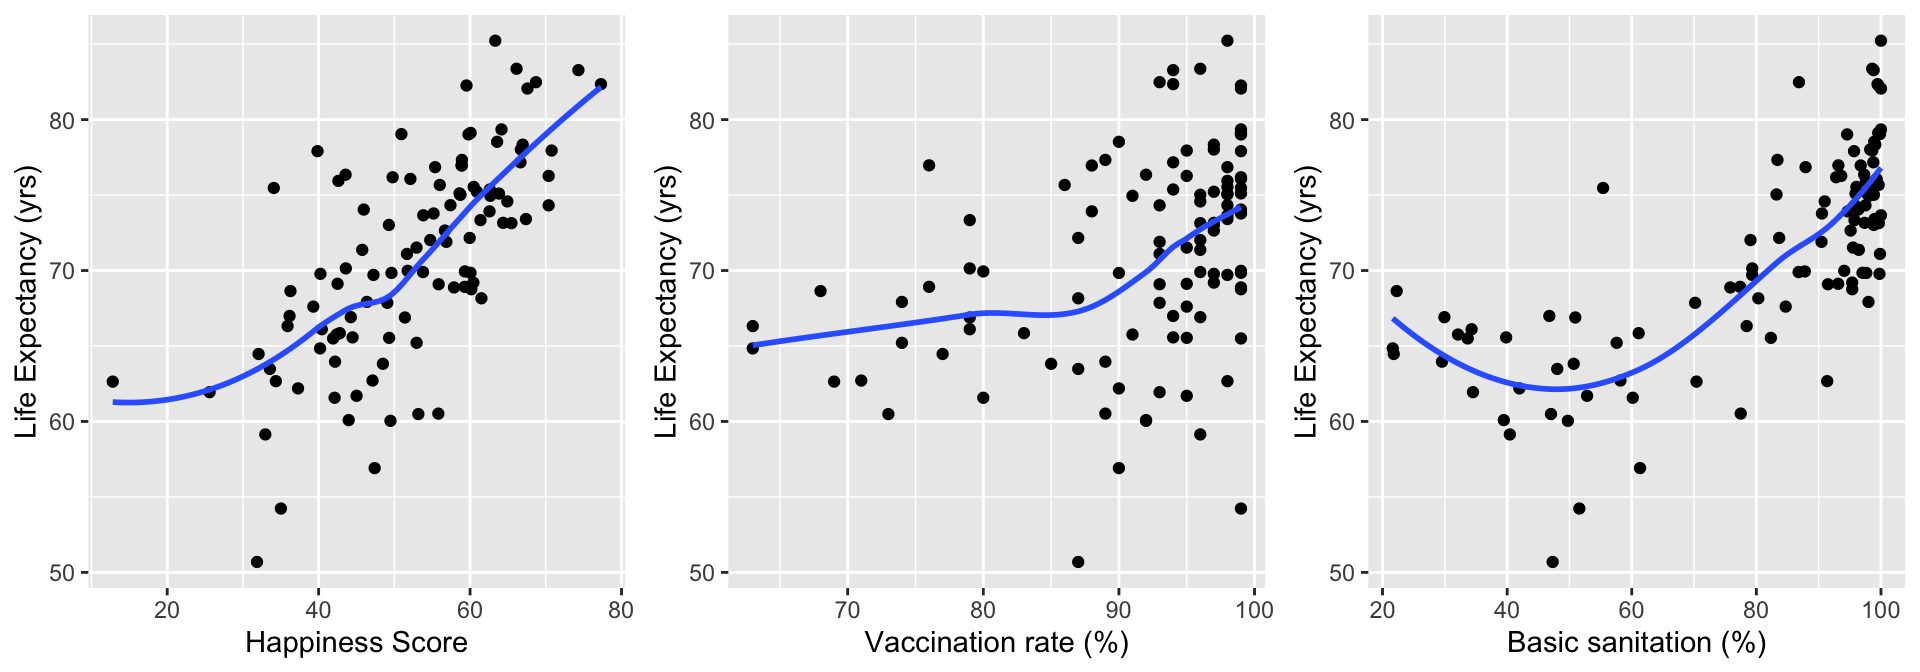 Life Expectancy (yrs)
80
70
60
50
20 40 60 80
Happiness Score
Life Expectancy (yrs)
80
70
60
50
70 80 90 100
Vaccination rate (%)
Life Expectancy (yrs)
80
70
60
50
20 40 60 80 100
Basic sanitation (%)